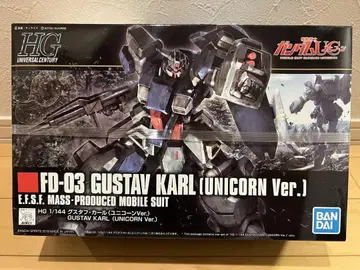 HG
UNIVERSAL CENTURY
ガンダムUC
FD-03 GUSTAV KARL [UNICORN Ver.]
E.F.S.F. MASS-PRODUCED MOBILE SUIT
HG 1/144 グスタフ・カール(ユニコーンVer.)
GUSTAV KARL (UNICORN Ver.)
BANDAI